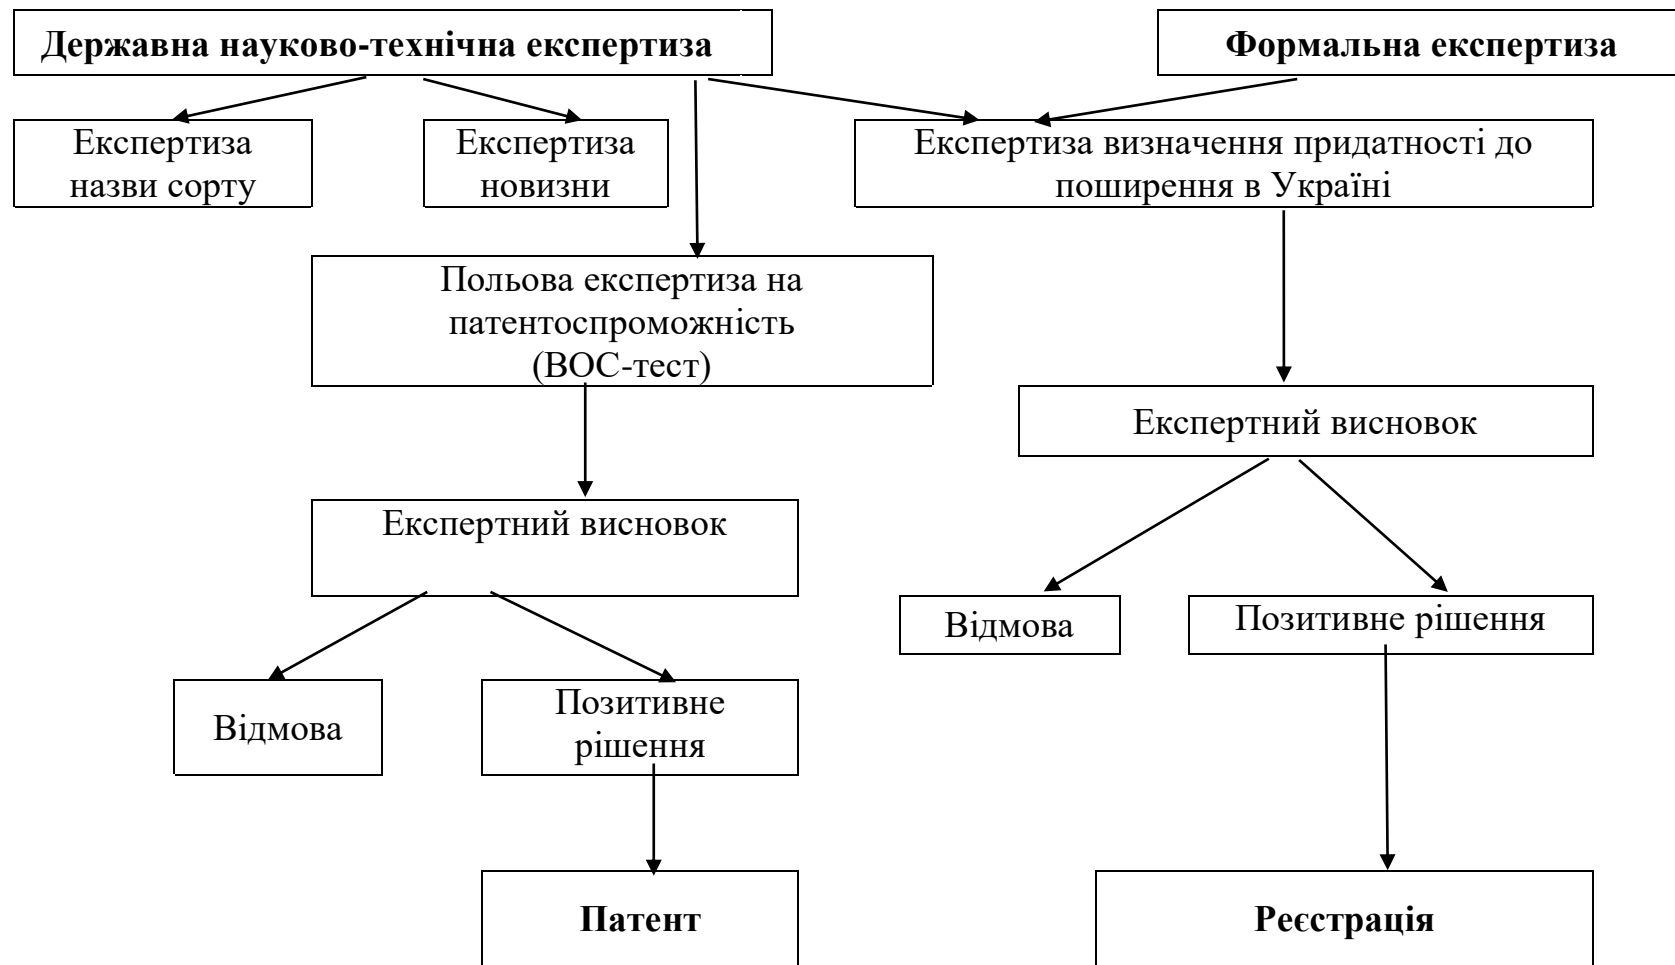 Державна науково-технічна експертиза
Формальна експертиза
Експертиза
назви сорту
Експертиза
новизни
Експертиза визначення придатності до
поширення в Україні
Польова експертиза на
патентоспроможність
(ВОС-тест)
Експертний висновок
Експертний висновок
Відмова
Позитивне рішення
Відмова
Позитивне
рішення
Патент
Реєстрація